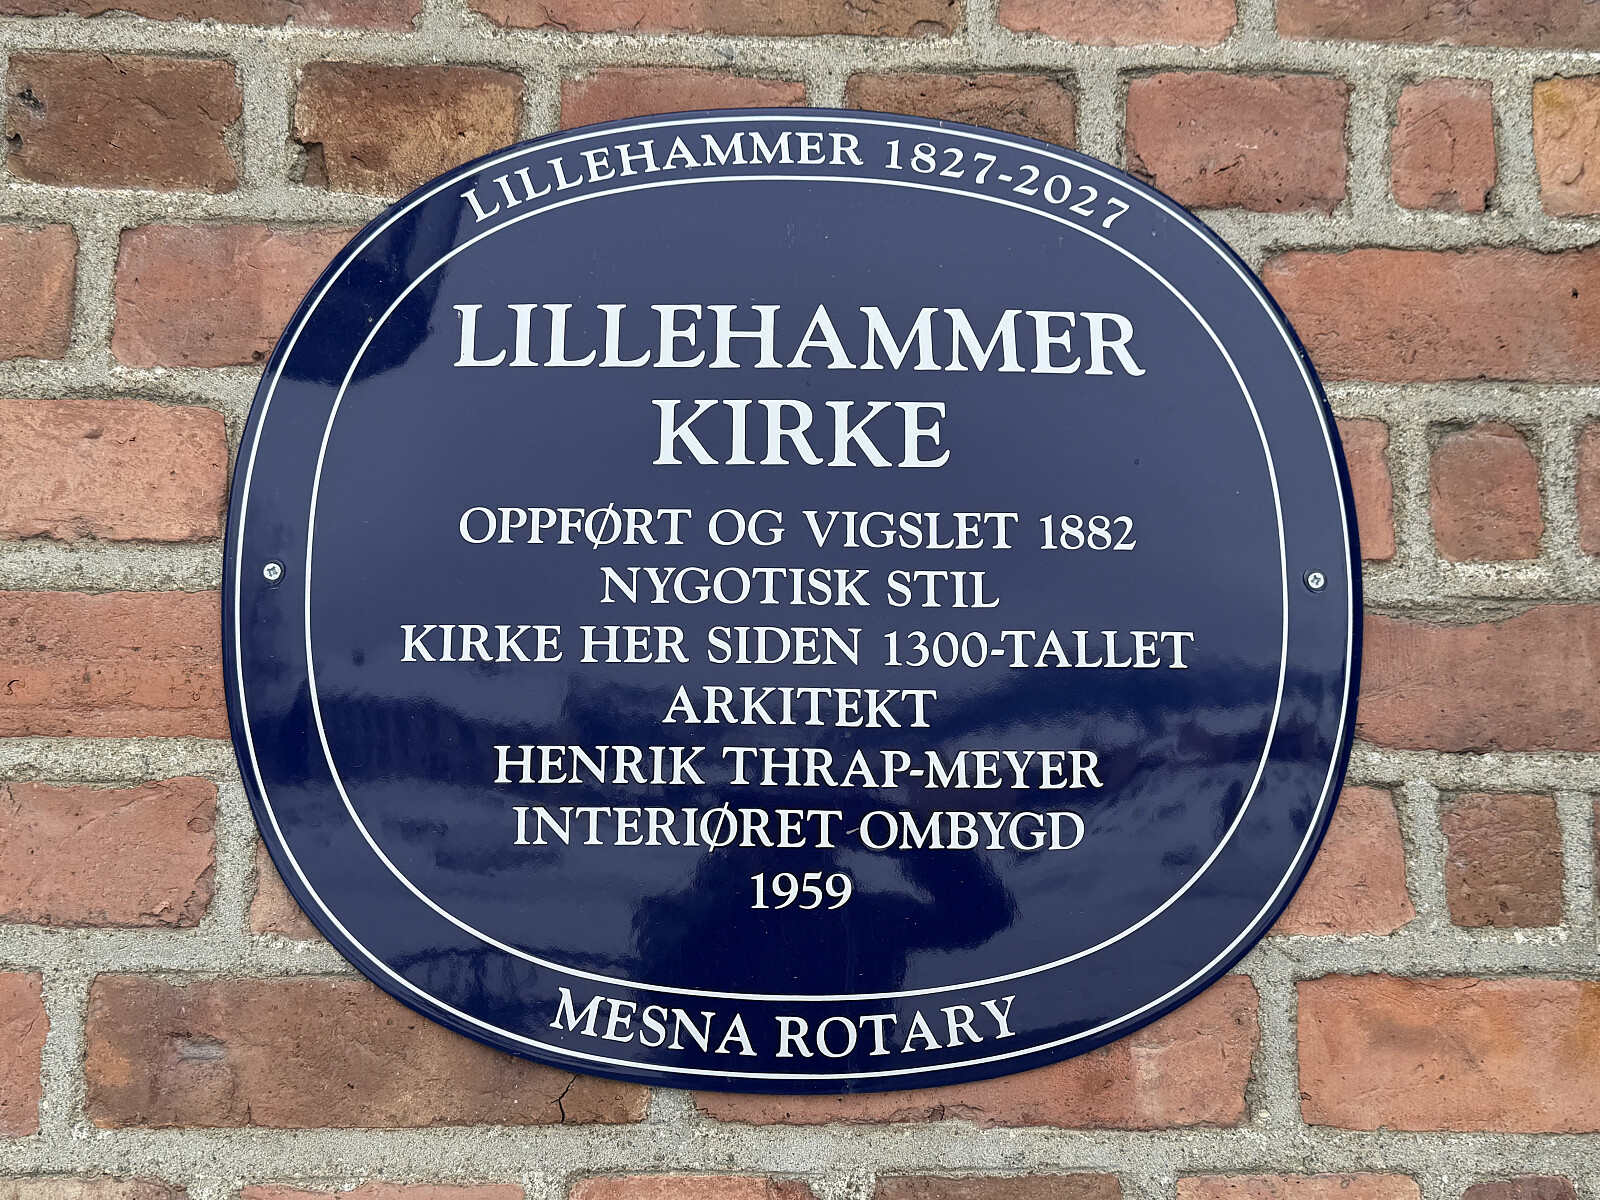 LILLEHAMMER 1827-2027
LILLEHAMMER
KIRKE
OPPFØRT OG VIGSLET 1882
NYGOTISK STIL
KIRKE HER SIDEN 1300-TALLET
ARKITEKT
HENRIK THRAP-MEYER
INTERIØRET OMBYGD
1959
MESNA ROTARY